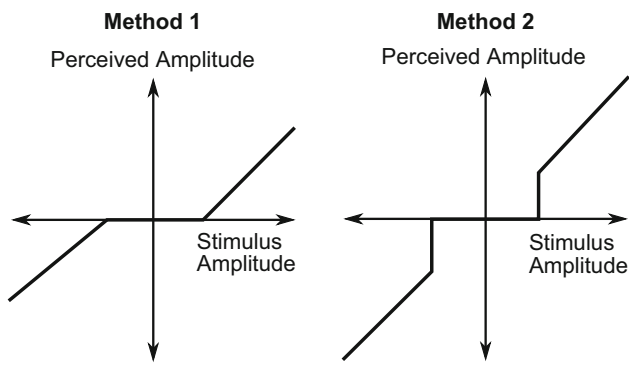 Method 1
Perceived Amplitude
Stimulus
Amplitude
Method 2
Perceived Amplitude
Stimulus
Amplitude